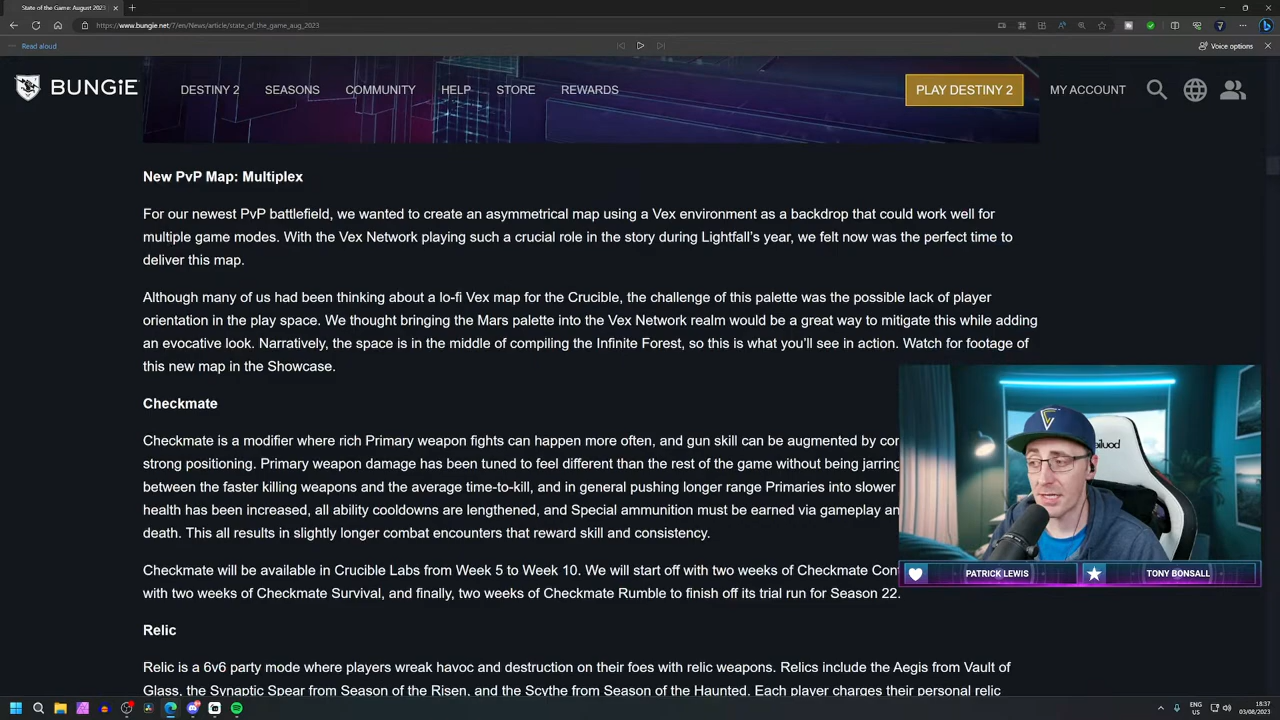 State of the Game: August 2023
https://www.bungie.net/7/en/News/article/state_of_the_game_aug_2023
Read aloud
Voice options
BUNGiE
DESTINY 2
SEASONS
COMMUNITY
HELP
STORE
REWARDS
PLAY DESTINY 2
MY ACCOUNT
New PvP Map: Multiplex
For our newest PvP battlefield, we wanted to create an asymmetrical map using a Vex environment as a backdrop that could work well for
multiple game modes. With the Vex Network playing such a crucial role in the story during Lightfall's year, we felt now was the perfect time to
deliver this map.
Although many of us had been thinking about a lo-fi Vex map for the Crucible, the challenge of this palette was the possible lack of player
orientation in the play space. We thought bringing the Mars palette into the Vex Network realm would be a great way to mitigate this while adding
an evocative look. Narratively, the space is in the middle of compiling the Infinite Forest, so this is what you'll see in action. Watch for footage of
this new map in the Showcase.
Checkmate
Checkmate is a modifier where rich Primary weapon fights can happen more often, and gun skill can be augmented by cor
strong positioning. Primary weapon damage has been tuned to feel different than the rest of the game without being jarring
between the faster killing weapons and the average time-to-kill, and in general pushing longer range Primaries into slower
health has been increased, all ability cooldowns are lengthened, and Special ammunition must be earned via gameplay an
death. This all results in slightly longer combat encounters that reward skill and consistency.
Checkmate will be available in Crucible Labs from Week 5 to Week 10. We will start off with two weeks of Checkmate Con
with two weeks of Checkmate Survival, and finally, two weeks of Checkmate Rumble to finish off its trial run for Season 22.
PATRICK LEWIS
TONY BONSALL
Relic
Relic is a 6v6 party mode where players wreak havoc and destruction on their foes with relic weapons. Relics include the Aegis from Vault of
Glass, the Synaptic Spear from Season of the Risen, and the Scythe from Season of the Haunted. Each player charges their personal relic
ENG
US
18:37
03/08/2023